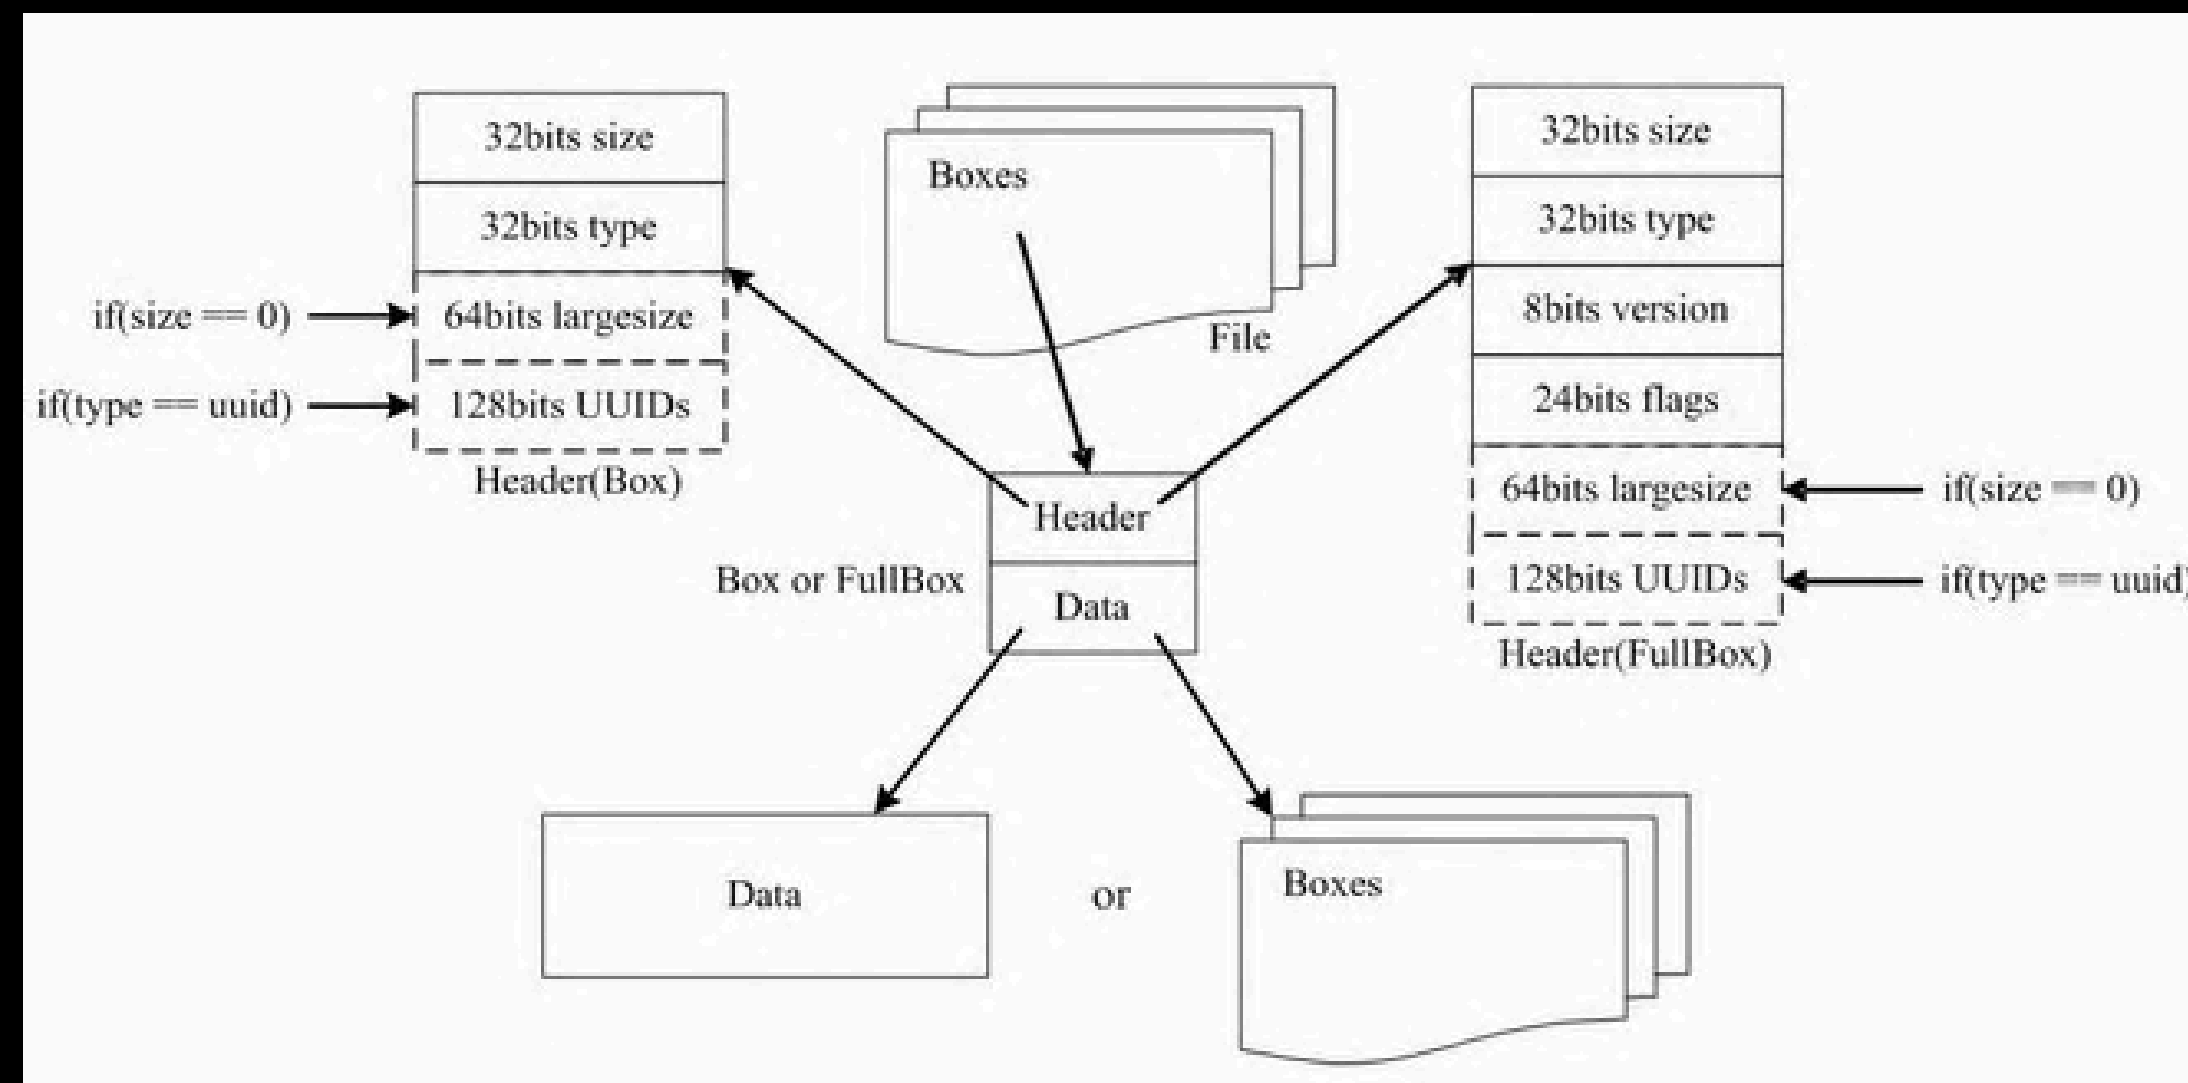 32bits size
32bits type
if(size == 0)
64bits largesize
if(type == uuid)
128bits UUIDs
Header(Box)
Boxes
File
32bits size
32bits type
8bits version
24bits flags
64bits largesize
if(size == 0)
128bits UUIDs
if(type == uuid)
Header(FullBox)
Header
Box or FullBox
Data
Data
or
Boxes